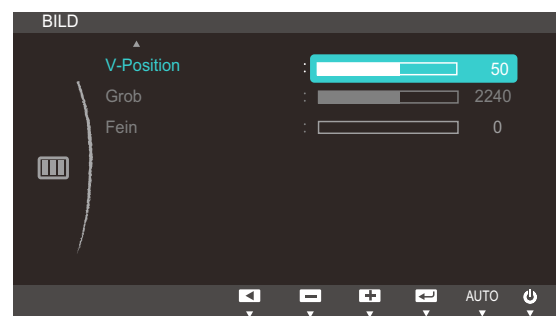 BILD
V-Position : 50
Grob : 2240
Fein : 0
AUTO